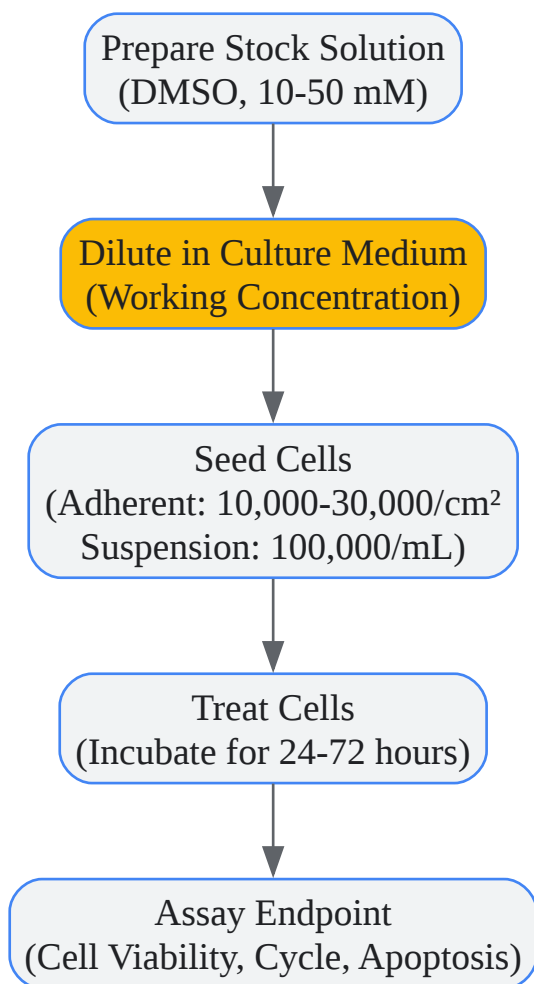 Prepare Stock Solution
(DMSO, 10-50 mM)
Dilute in Culture Medium
(Working Concentration)
Seed Cells
(Adherent: 10,000-30,000/cm²
Suspension: 100,000/mL)
Treat Cells
(Incubate for 24-72 hours)
Assay Endpoint
(Cell Viability, Cycle, Apoptosis)